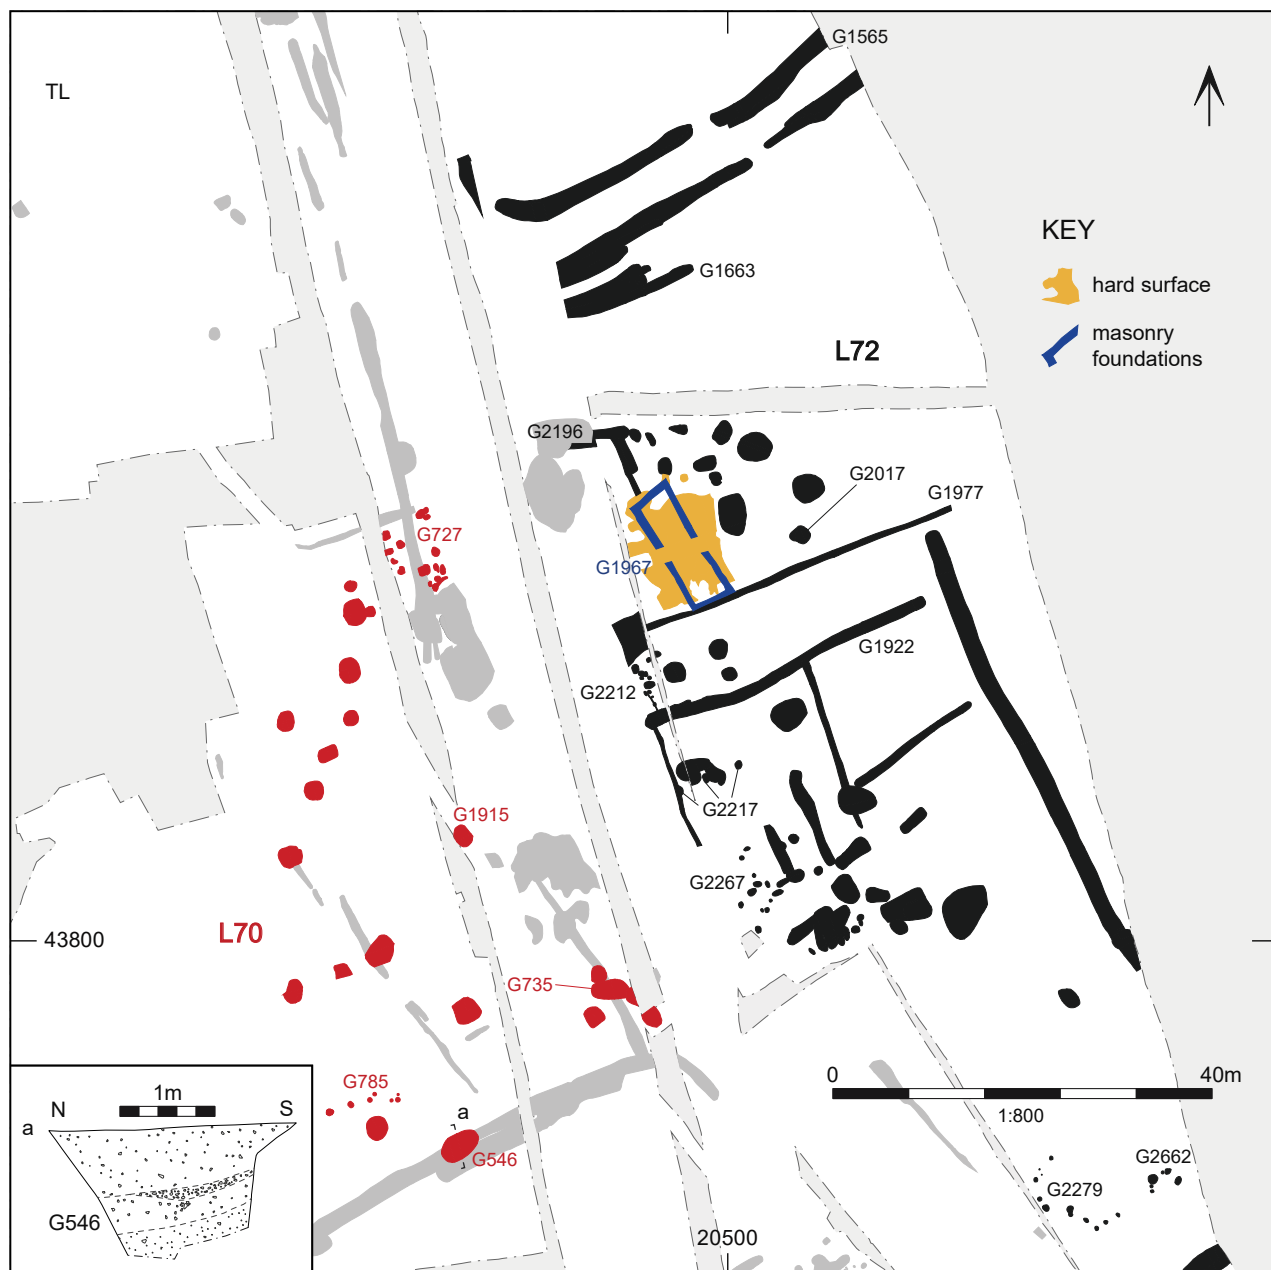 G1565
TL
KEY
G1663
hard surface
masonry
foundations
L72
G2196
G2017
G1977
G727
G1967
G1922
G2212
G2217
G1915
G2267
L70
43800
G735
0
40m
1:800
G785
a
G546
G2662
G2279
20500
1m
N
S
a
G546